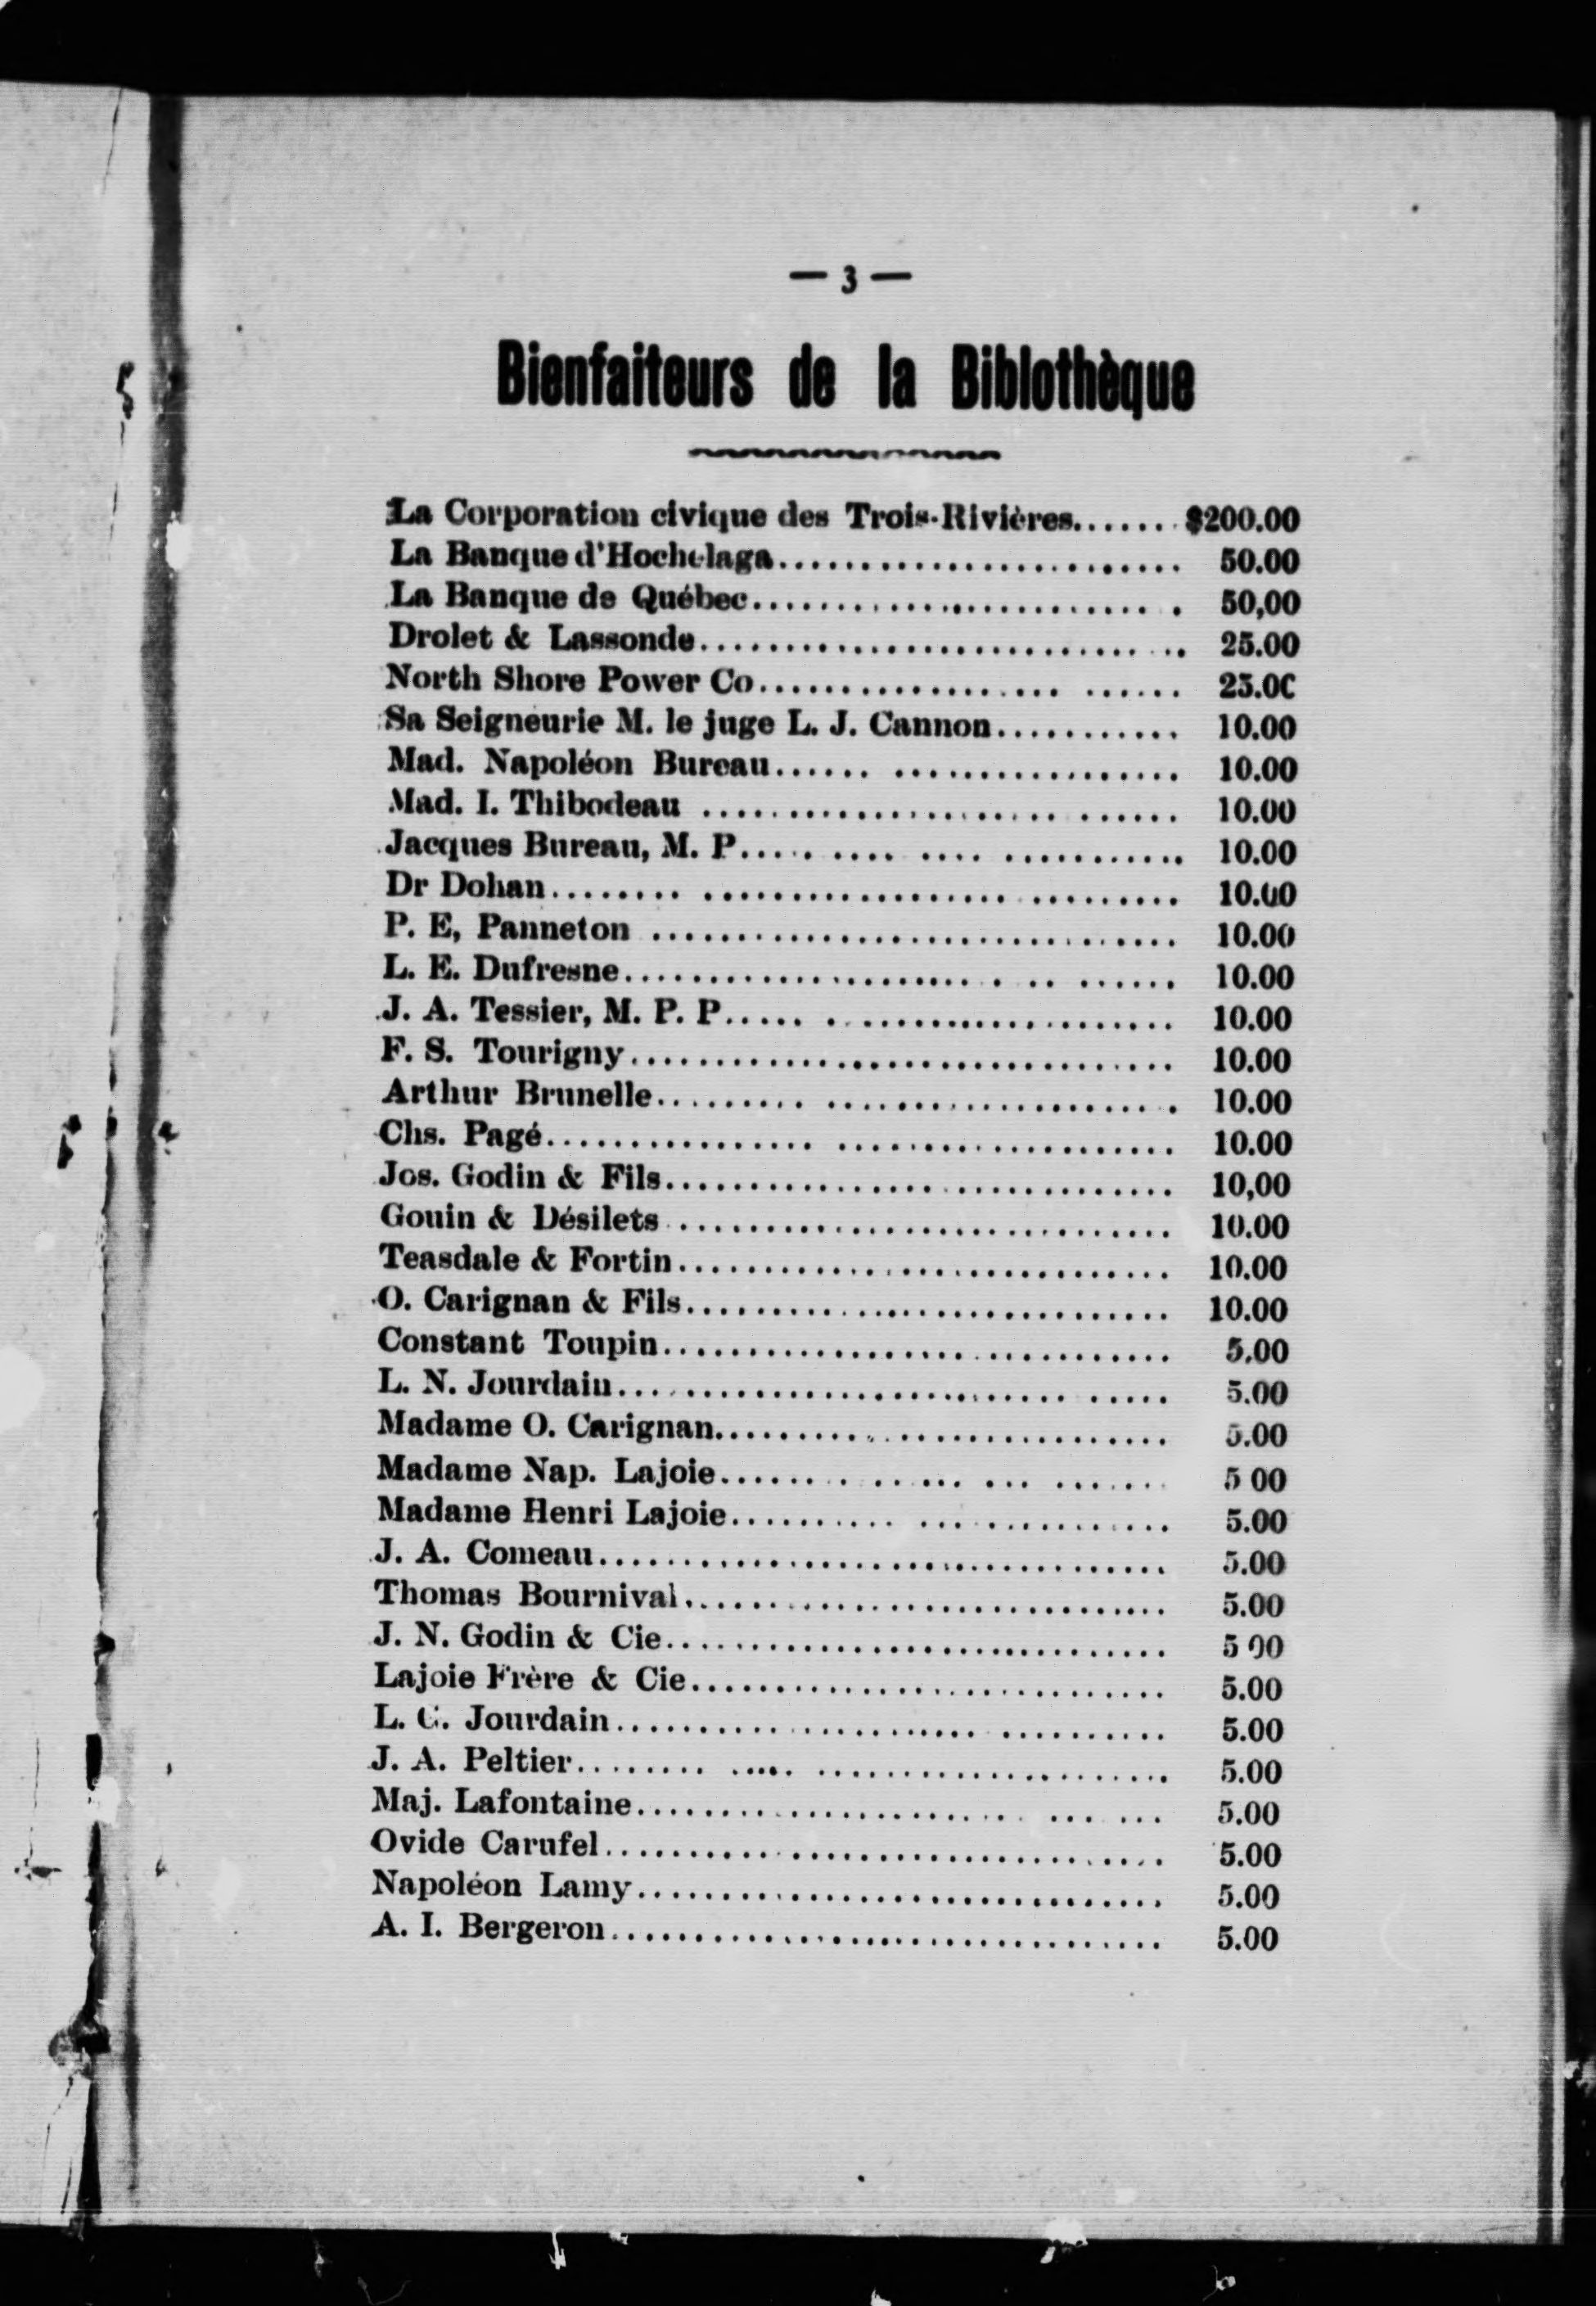 — 3 —
Bienfaiteurs de la Biblothèque
La Corporation civique des Trois-Rivières...... $200.00
La Banque d'Hochelaga.......................... 50.00
La Banque de Québec.......................... 50,00
Drolet & Lassonde.............................. 25.00
North Shore Power Co.......................... 25.00
Sa Seigneurie M. le juge L. J. Cannon........... 10.00
Mad. Napoléon Bureau.......................... 10.00
Mad. I. Thibodeau .......................... 10.00
Jacques Bureau, M. P.......................... 10.00
Dr Dohan.................................... 10.00
P. E, Panneton ................................ 10.00
L. E. Dufresne................................ 10.00
J. A. Tessier, M. P. P.......................... 10.00
F. S. Tourigny................................ 10.00
Arthur Brunelle................................ 10.00
Chs. Pagé.................................... 10.00
Jos. Godin & Fils.............................. 10,00
Gouin & Désilets .............................. 10.00
Teasdale & Fortin.............................. 10.00
O. Carignan & Fils.............................. 10.00
Constant Toupin.............................. 5.00
L. N. Jourdain................................ 5.00
Madame O. Carignan.......................... 5.00
Madame Nap. Lajoie.......................... 5 00
Madame Henri Lajoie.......................... 5.00
J. A. Comeau................................ 5.00
Thomas Bournival.............................. 5.00
J. N. Godin & Cie.............................. 5 00
Lajoie Frère & Cie.............................. 5.00
L. G. Jourdain................................ 5.00
J. A. Peltier.................................. 5.00
Maj. Lafontaine................................ 5.00
Ovide Carufel................................ 5.00
Napoléon Lamy................................ 5.00
A. I. Bergeron................................ 5.00